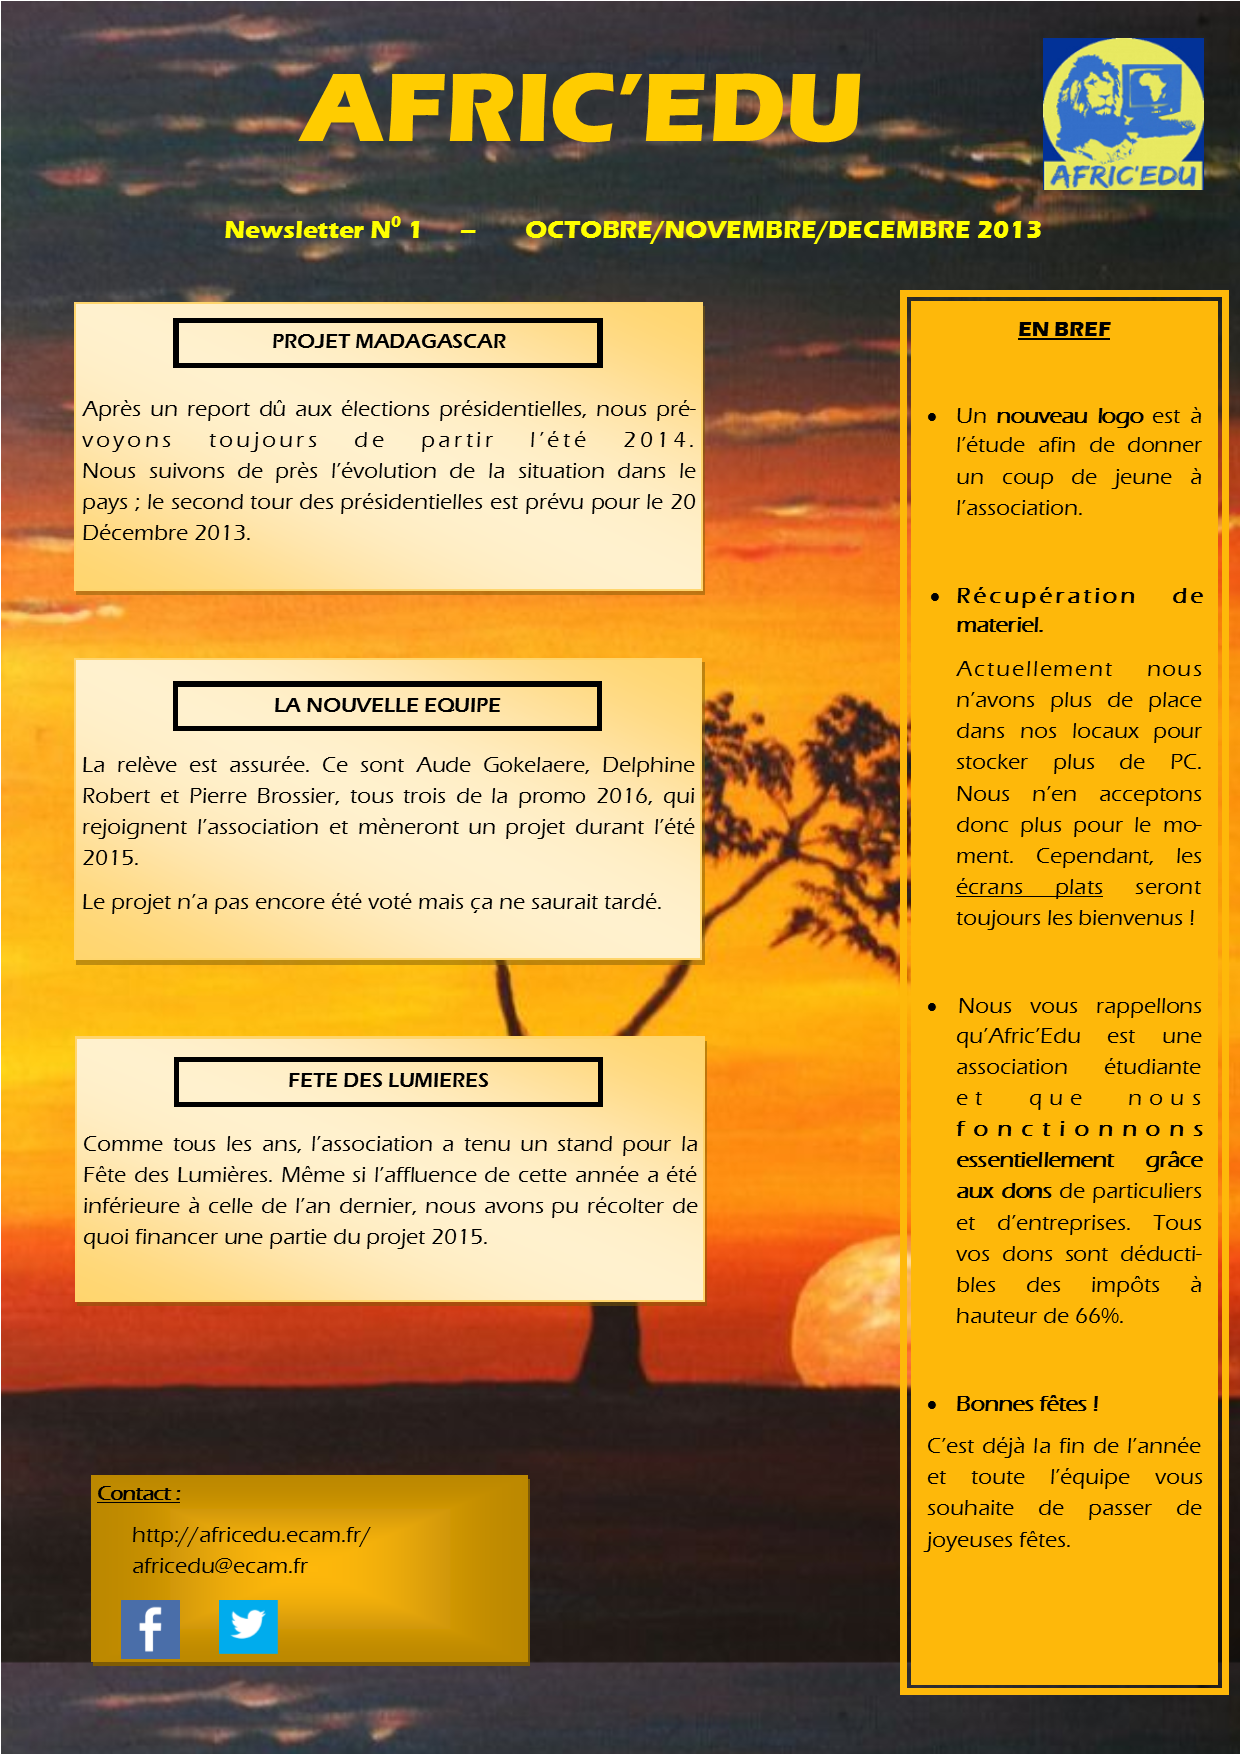 AFRIC’EDU
AFRIC’EDU
Newsletter N⁰ 1 – OCTOBRE/NOVEMBRE/DECEMBRE 2013
PROJET MADAGASCAR
Après un report dû aux élections présidentielles, nous pré-
voyons toujours de partir l’été 2014.
Nous suivons de près l’évolution de la situation dans le
pays ; le second tour des présidentielles est prévu pour le 20
Décembre 2013.
LA NOUVELLE EQUIPE
La relève est assurée. Ce sont Aude Gokelaere, Delphine
Robert et Pierre Brossier, tous trois de la promo 2016, qui
rejoignent l’association et mèneront un projet durant l’été
2015.
Le projet n’a pas encore été voté mais ça ne saurait tardé.
FETE DES LUMIERES
Comme tous les ans, l’association a tenu un stand pour la
Fête des Lumières. Même si l’affluence de cette année a été
inférieure à celle de l’an dernier, nous avons pu récolter de
quoi financer une partie du projet 2015.
Contact :
http://africedu.ecam.fr/
africedu@ecam.fr
EN BREF
• Un nouveau logo est à
l’étude afin de donner
un coup de jeune à
l’association.
• Récupération de
materiel.
Actuellement nous
n’avons plus de place
dans nos locaux pour
stocker plus de PC.
Nous n’en acceptons
donc plus pour le mo-
ment. Cependant, les
écrans plats seront
toujours les bienvenus !
• Nous vous rappellons
qu’Afric’Edu est une
association étudiante
et que nous
fonctionnons
essentiellement grâce
aux dons de particuliers
et d’entreprises. Tous
vos dons sont déducti-
bles des impôts à
hauteur de 66%.
• Bonnes fêtes !
C’est déjà la fin de l’année
et toute l’équipe vous
souhaite de passer de
joyeuses fêtes.